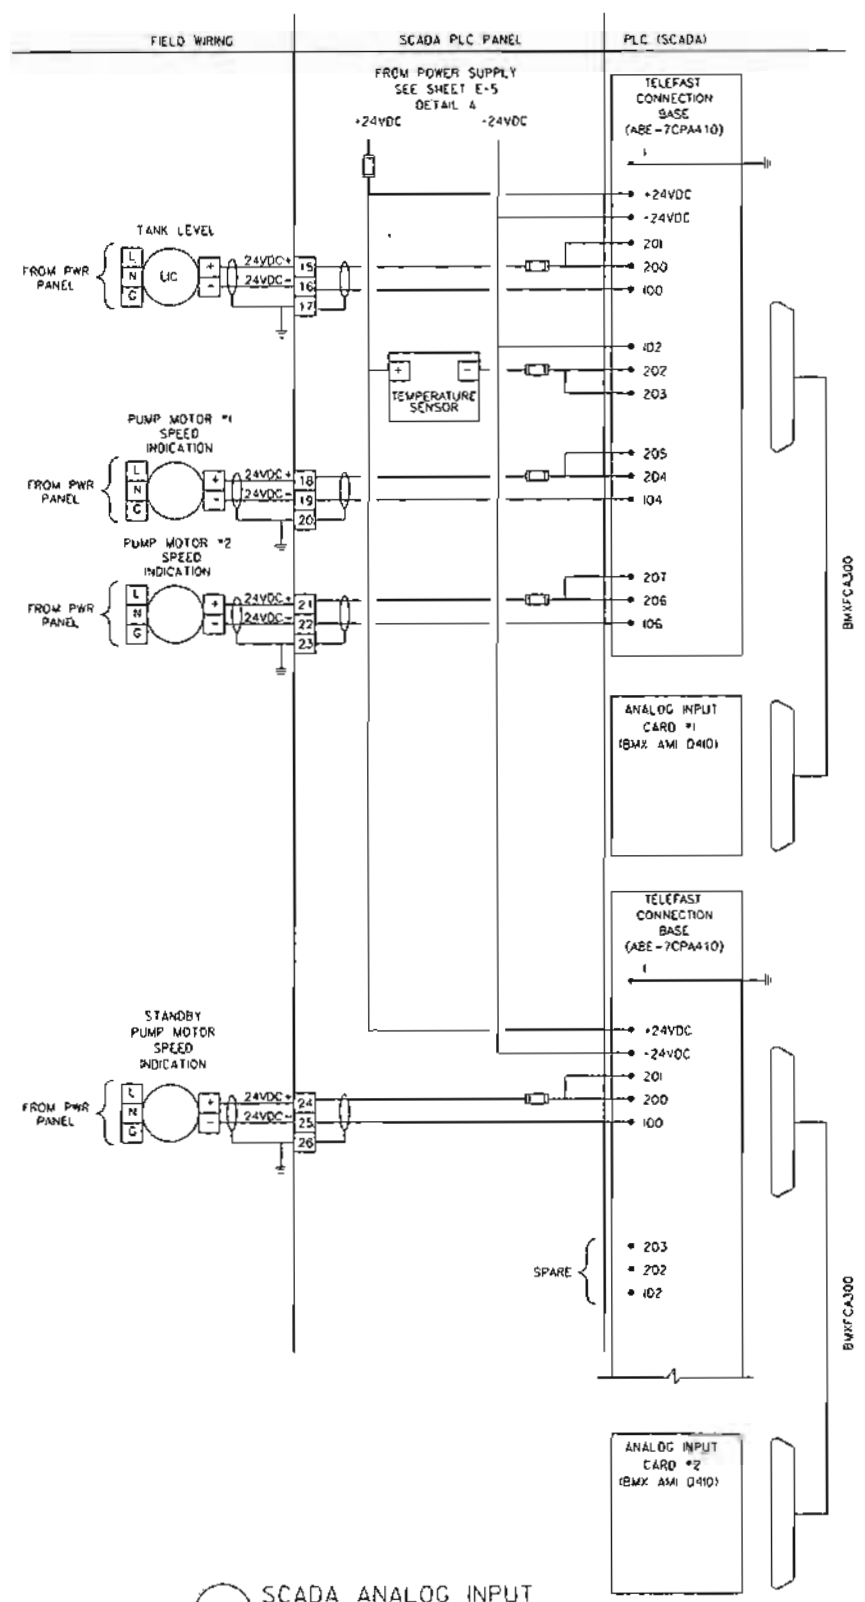 FIELD WIRING
SCADA PLC PANEL
PLC (SCADA)
FROM POWER SUPPLY
SEE SHEET E-5
DETAIL A
+24VDC
-24VDC
TELEFAST
CONNECTION
BASE
(ABE-7CPA410)
1
+24VDC
-24VDC
201
200
100
TANK LEVEL
FROM PWR
PANEL
L
N
G
LIC
+
-
24VDC+
24VDC-
15
16
17
102
202
203
+
-
TEMPERATURE
SENSOR
PUMP MOTOR #1
SPEED
INDICATION
FROM PWR
PANEL
L
N
G
+
-
24VDC+
24VDC-
18
19
20
205
204
104
PUMP MOTOR #2
SPEED
INDICATION
FROM PWR
PANEL
L
N
G
+
-
24VDC+
24VDC-
21
22
23
207
206
106
BMXFCA300
ANALOG INPUT
CARD #1
(BMX AMI 0410)
TELEFAST
CONNECTION
BASE
(ABE-7CPA410)
1
+24VDC
-24VDC
201
200
100
STANDBY
PUMP MOTOR
SPEED
INDICATION
FROM PWR
PANEL
L
N
G
+
-
24VDC+
24VDC-
24
25
26
SPARE
203
202
102
BMXFCA300
ANALOG INPUT
CARD #2
(BMX AMI 0410)
SCADA ANALOG INPUT